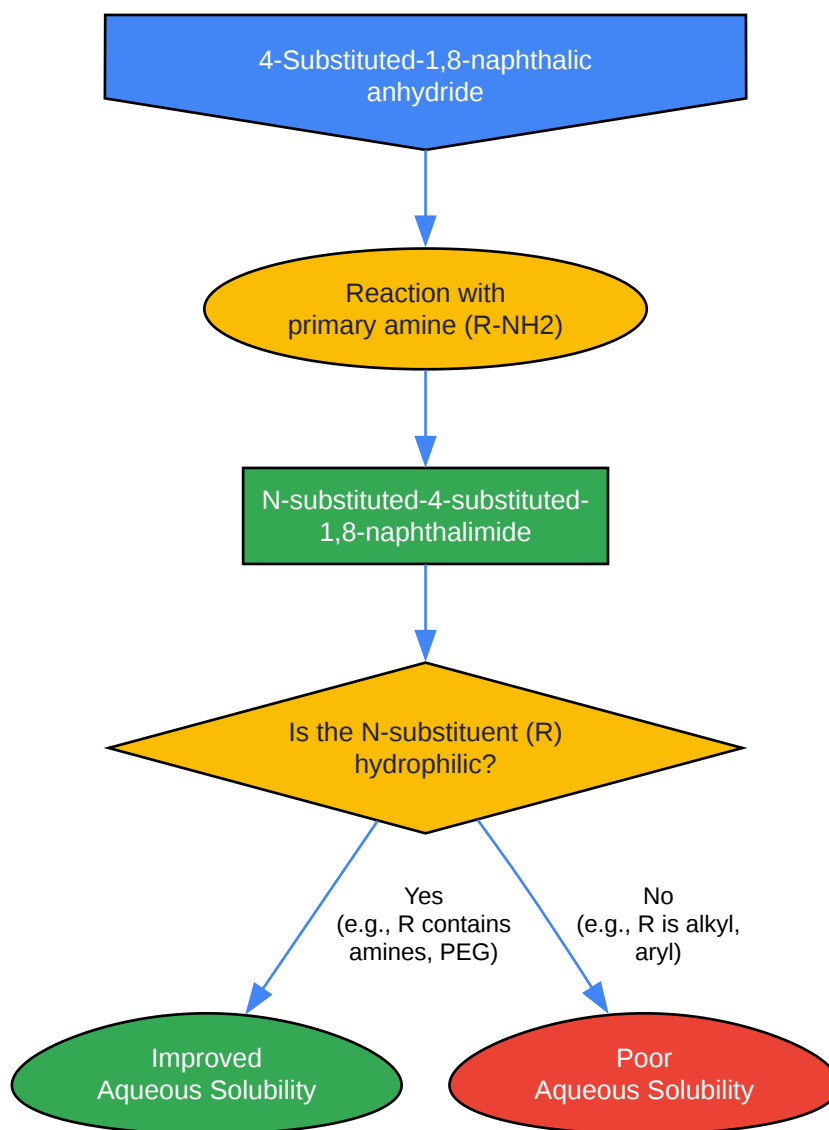 4-Substituted-1,8-naphthalic
anhydride
Reaction with
primary amine (R-NH2)
N-substituted-4-substituted-
1,8-naphthalimide
Is the N-substituent (R)
hydrophilic?
Yes
(e.g., R contains
amines, PEG)
No
(e.g., R is alkyl,
aryl)
Improved
Aqueous Solubility
Poor
Aqueous Solubility